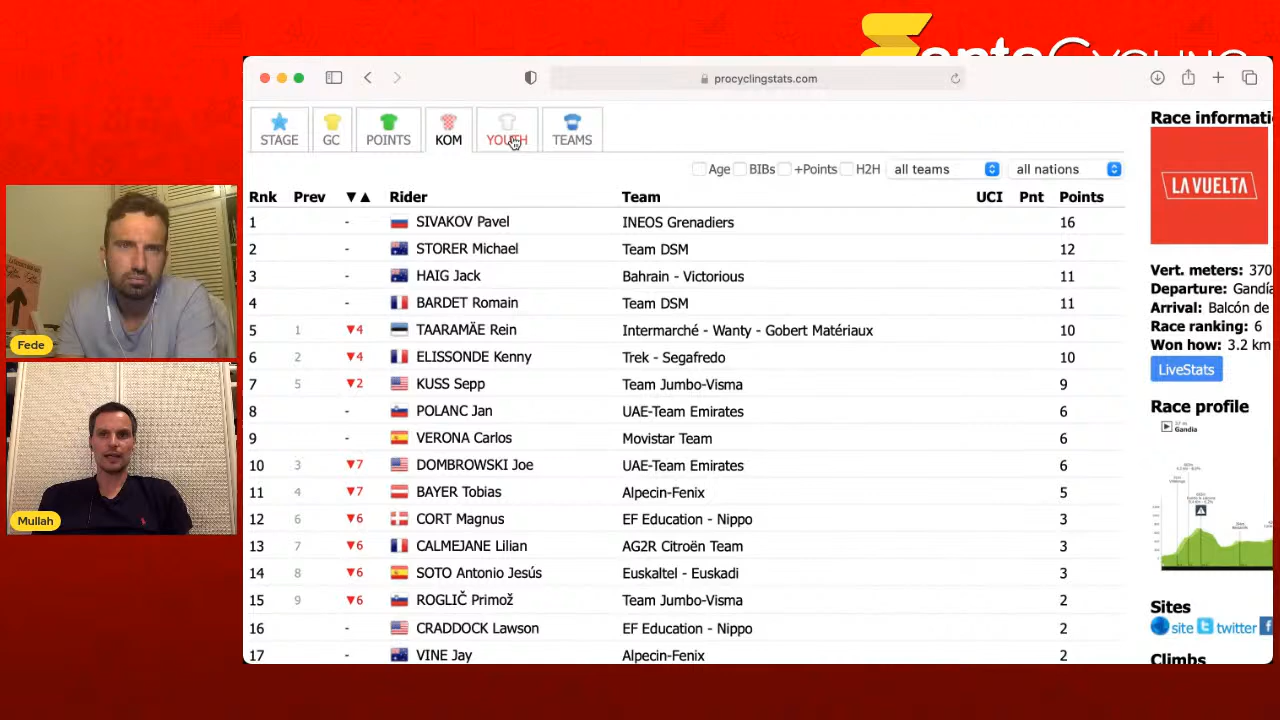 CYCLING
procyclingstats.com
STAGE GC POINTS KOM YOUTH TEAMS
Age BIBs +Points H2H all teams all nations
Rnk Prev ▼▲ Rider Team UCI Pnt Points
1 - SIVAKOV Pavel INEOS Grenadiers 16
2 - STORER Michael Team DSM 12
3 - HAIG Jack Bahrain - Victorious 11
4 - BARDET Romain Team DSM 11
5 1 ▼4 TAARAMÄE Rein Intermarché - Wanty - Gobert Matériaux 10
6 2 ▼4 ELISSONDE Kenny Trek - Segafredo 10
7 5 ▼2 KUSS Sepp Team Jumbo-Visma 9
8 - POLANC Jan UAE-Team Emirates 6
9 - VERONA Carlos Movistar Team 6
10 3 ▼7 DOMBROWSKI Joe UAE-Team Emirates 6
11 4 ▼7 BAYER Tobias Alpecin-Fenix 5
12 6 ▼6 CORT Magnus EF Education - Nippo 3
13 7 ▼6 CALMEJANE Lilian AG2R Citroën Team 3
14 8 ▼6 SOTO Antonio Jesús Euskaltel - Euskadi 3
15 9 ▼6 ROGLIČ Primož Team Jumbo-Visma 2
16 - CRADDOCK Lawson EF Education - Nippo 2
17 - VINE Jay Alpecin-Fenix 2
Race informati
LA VUELTA
Vert. meters: 370
Departure: Gandía
Arrival: Balcón de
Race ranking: 6
Won how: 3.2 km
LiveStats
Race profile
Gandia
Sites
site twitter
Climbs
Fede
Mullah